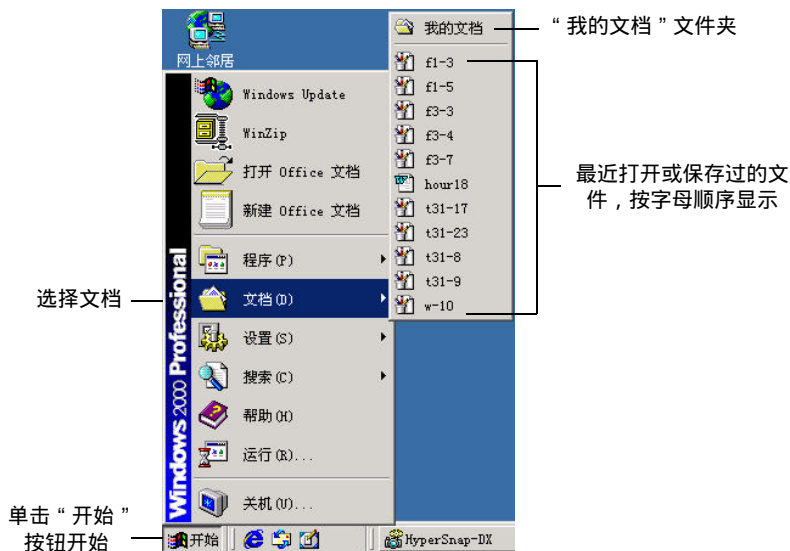 网上邻居
我的文档
“我的文档”文件夹
f1-3
f1-5
f3-3
f3-4
f3-7
hour18
t31-17
t31-23
t31-8
t31-9
w-10
最近打开或保存过的文
件,按字母顺序显示
Windows Update
WinZip
打开 Office 文档
新建 Office 文档
程序(P)
选择文档
文档(D)
设置(S)
搜索(C)
帮助(H)
运行(R)...
关机(U)...
Windows 2000 Professional
单击“开始”
按钮开始
开始
HyperSnap-DX